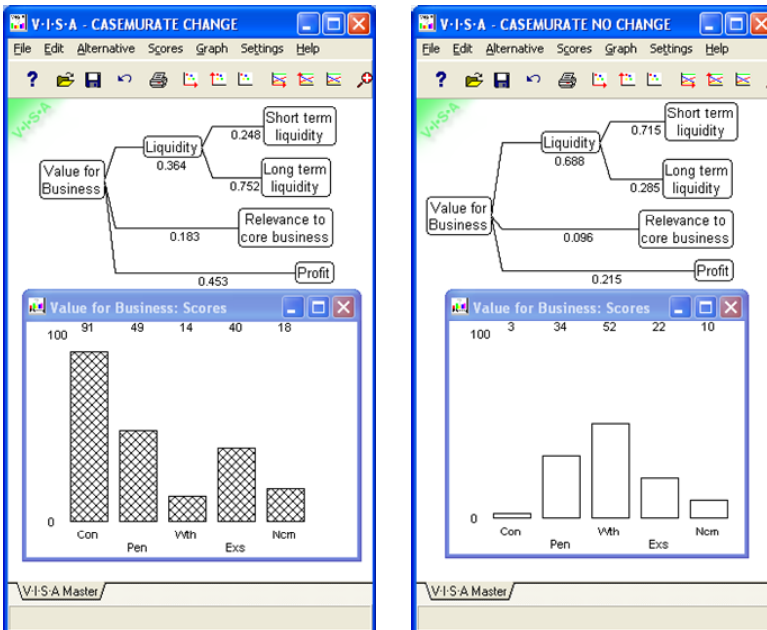 V·I·S·A - CASEMURATE CHANGE
File Edit Alternative Scores Graph Settings Help
?
V·I·S·A
Value for
Business
Liquidity
0.364
Short term
liquidity
0.248
Long term
liquidity
0.752
Relevance to
core business
0.183
Profit
0.453
Value for Business: Scores
100 91 49 14 40 18
0
Con Pen Wth Exs Ncm
V·I·S·A Master
V·I·S·A - CASEMURATE NO CHANGE
File Edit Alternative Scores Graph Settings Help
?
V·I·S·A
Value for
Business
Liquidity
0.688
Short term
liquidity
0.715
Long term
liquidity
0.285
Relevance to
core business
0.096
Profit
0.215
Value for Business: Scores
100 3 34 52 22 10
0
Con Pen Wth Exs Ncm
V·I·S·A Master